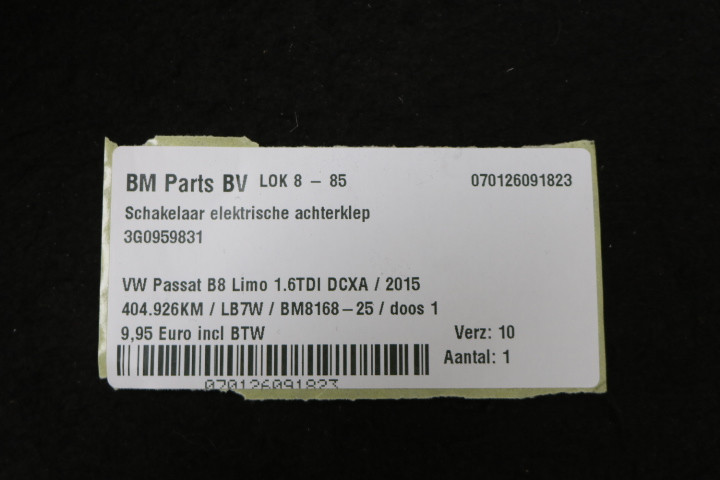 BM Parts BV LOK 8 – 85 070126091823
Schakelaar elektrische achterklep
3G0959831
VW Passat B8 Limo 1.6TDI DCXA / 2015
404.926KM / LB7W / BM8168-25 / doos 1
9,95 Euro incl BTW Verz: 10
Aantal: 1
070126091823